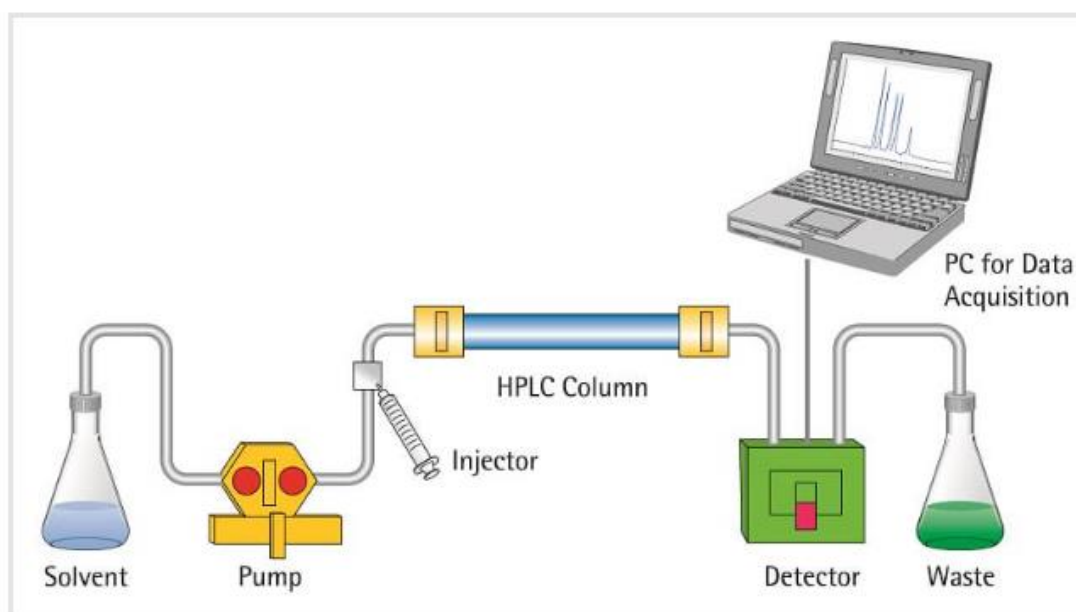 PC for Data
Acquisition
HPLC Column
Injector
Solvent
Pump
Detector
Waste